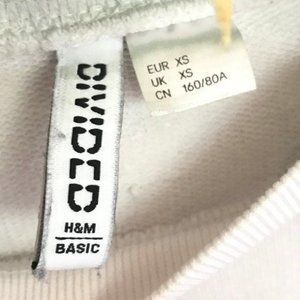 DIVIDED
H&M
BASIC
EUR XS
UK XS
CN 160/80A